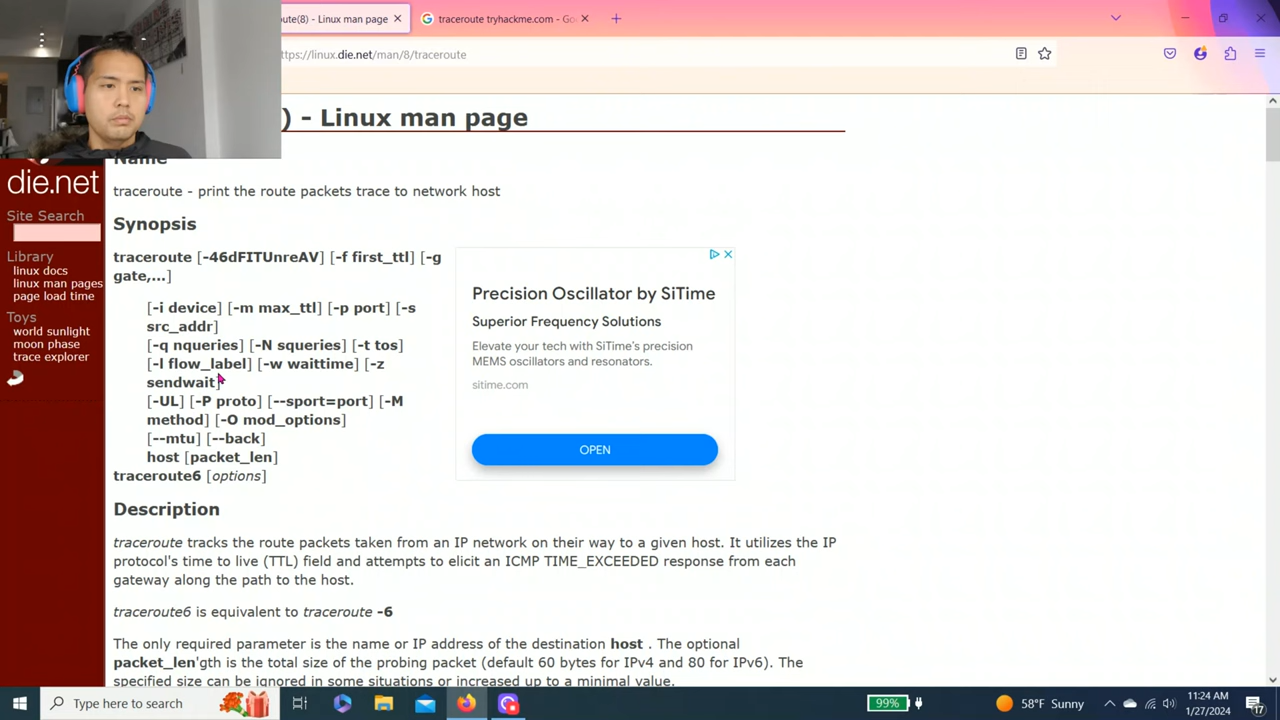 oute(8) - Linux man page
traceroute tryhackme.com - Go
ttps://linux.die.net/man/8/traceroute
) - Linux man page
Name
die.net
traceroute - print the route packets trace to network host
Site Search
Synopsis
Library
linux docs
linux man pages
page load time
Toys
world sunlight
moon phase
trace explorer
traceroute [-46dFITUnreAV] [-f first_ttl] [-g
gate,...]
[-i device] [-m max_ttl] [-p port] [-s
src_addr]
[-q nqueries] [-N squeries] [-t tos]
[-l flow_label] [-w waittime] [-z
sendwait]
[-UL] [-P proto] [--sport=port] [-M
method] [-O mod_options]
[--mtu] [--back]
host [packet_len]
traceroute6 [options]
Precision Oscillator by SiTime
Superior Frequency Solutions
Elevate your tech with SiTime's precision
MEMS oscillators and resonators.
sitime.com
OPEN
Description
traceroute tracks the route packets taken from an IP network on their way to a given host. It utilizes the IP
protocol's time to live (TTL) field and attempts to elicit an ICMP TIME_EXCEEDED response from each
gateway along the path to the host.
traceroute6 is equivalent to traceroute -6
The only required parameter is the name or IP address of the destination host . The optional
packet_len'gth is the total size of the probing packet (default 60 bytes for IPv4 and 80 for IPv6). The
specified size can be ignored in some situations or increased up to a minimal value.
Type here to search
99%
58°F Sunny
11:24 AM
1/27/2024
17